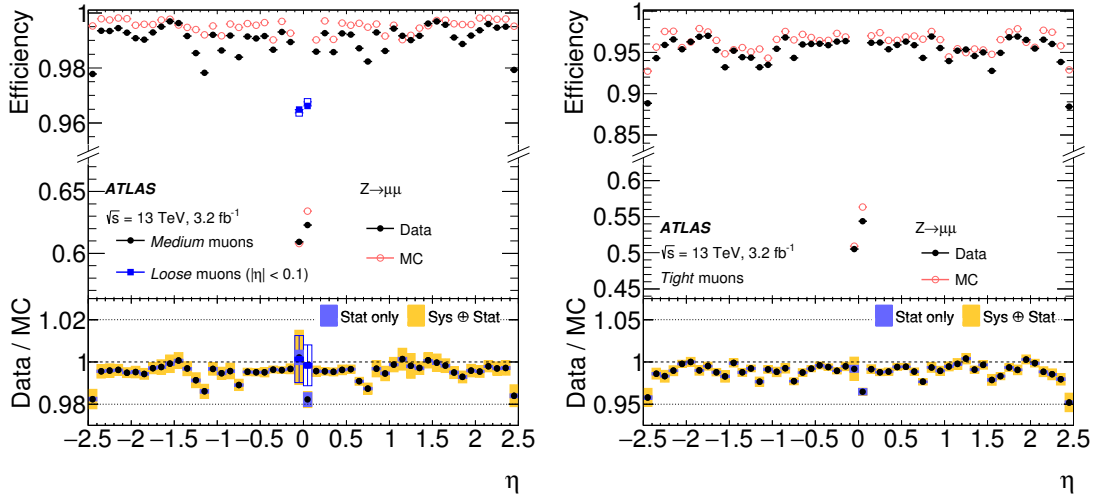 Efficiency
1
0.98
0.96
0.65
0.6
ATLAS
√s = 13 TeV, 3.2 fb⁻¹
Medium muons
Loose muons (|η| < 0.1)
Z→μμ
Data
MC
Data / MC
1.02
1
0.98
Stat only
Sys ⊕ Stat
−2.5 −2 −1.5 −1 −0.5 0 0.5 1 1.5 2 2.5
η
Efficiency
1
0.95
0.9
0.85
0.6
0.55
0.5
0.45
ATLAS
√s = 13 TeV, 3.2 fb⁻¹
Tight muons
Z→μμ
Data
MC
Data / MC
1.05
1
0.95
Stat only
Sys ⊕ Stat
−2.5 −2 −1.5 −1 −0.5 0 0.5 1 1.5 2 2.5
η